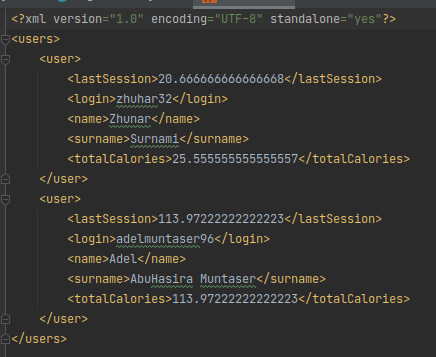 <?xml version="1.0" encoding="UTF-8" standalone="yes"?>
<users>
    <user>
        <lastSession>20.666666666666668</lastSession>
        <login>zhuhar32</login>
        <name>Zhunar</name>
        <surname>Surnami</surname>
        <totalCalories>25.555555555555557</totalCalories>
    </user>
    <user>
        <lastSession>113.97222222222223</lastSession>
        <login>adelmuntaser96</login>
        <name>Adel</name>
        <surname>AbuHasira Muntaser</surname>
        <totalCalories>113.97222222222223</totalCalories>
    </user>
</users>